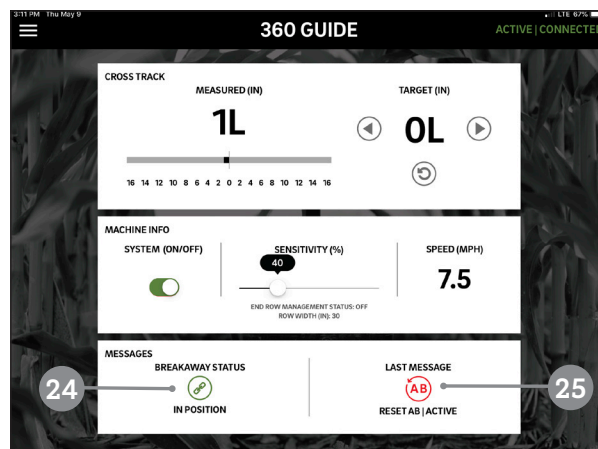 3:11 PM Thu May 9
LTE 67%
360 GUIDE
ACTIVE | CONNECTED
CROSS TRACK
MEASURED (IN)
TARGET (IN)
1L
0L
16 14 12 10 8 6 4 2 0 2 4 6 8 10 12 14 16
MACHINE INFO
SYSTEM (ON/OFF)
SENSITIVITY (%)
SPEED (MPH)
40
7.5
END ROW MANAGEMENT STATUS: OFF
ROW WIDTH (IN): 30
MESSAGES
BREAKAWAY STATUS
LAST MESSAGE
24
AB
25
IN POSITION
RESET AB | ACTIVE